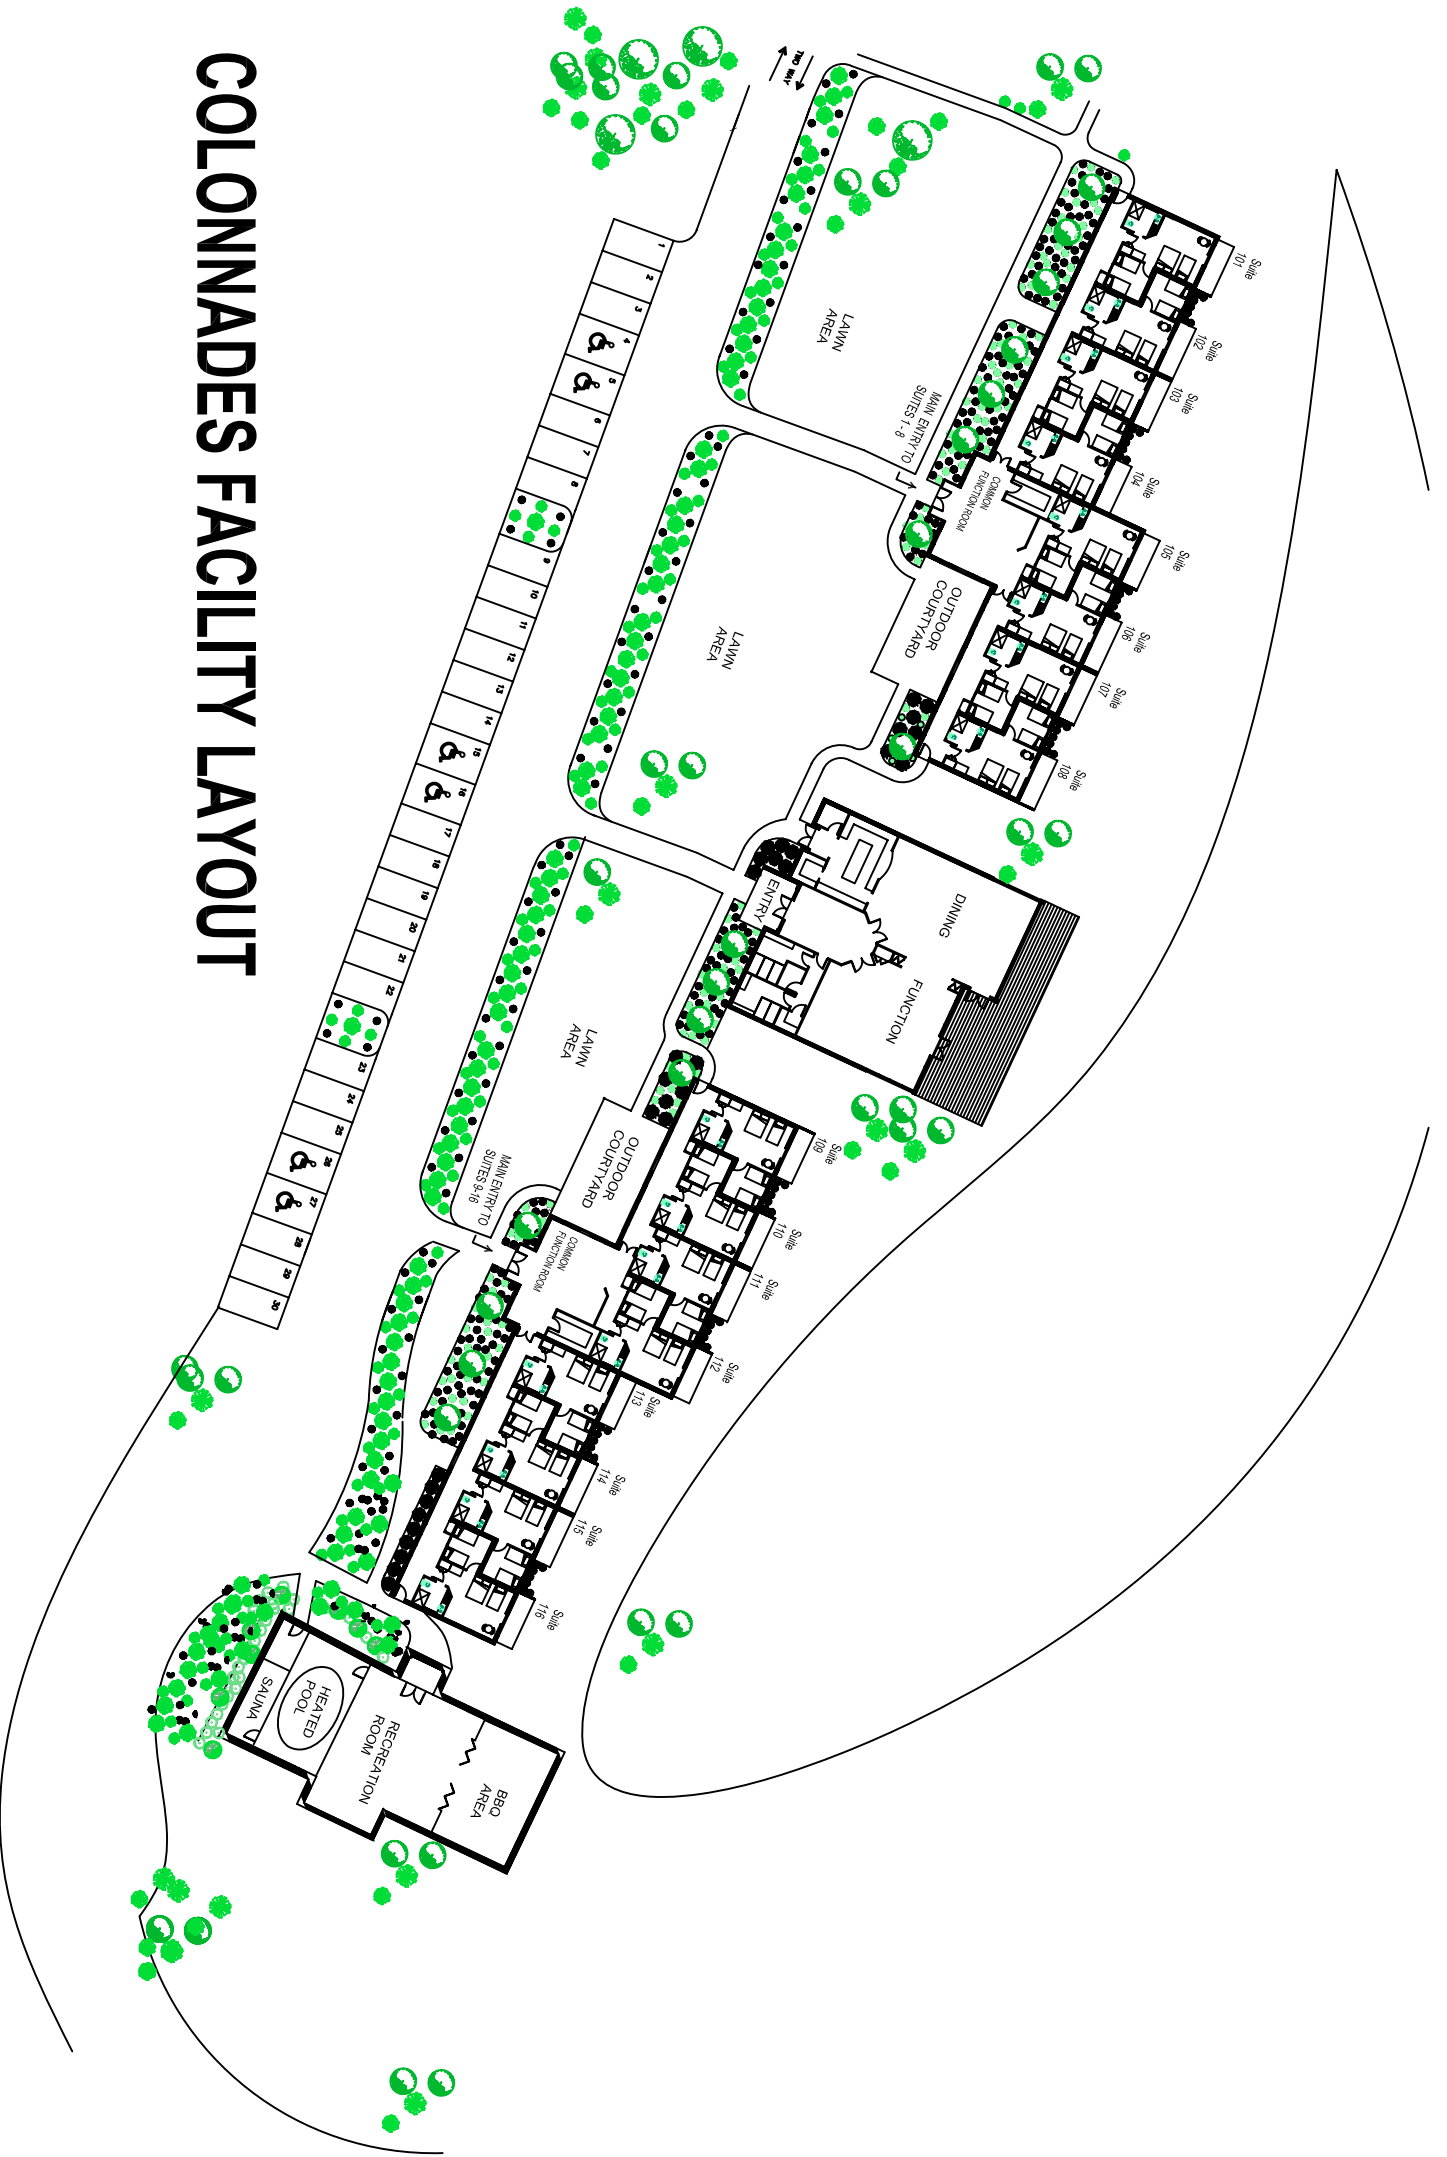 COLONNADES FACILITY LAYOUT
TWO WAY
LAWN
AREA
MAIN ENTRY TO
SUITES 1 - 8
COMMON
FUNCTION ROOM
OUTDOOR
COURTYARD
LAWN
AREA
Suite
101
Suite
102
Suite
103
Suite
104
Suite
105
Suite
106
Suite
107
Suite
108
ENTRY
DINING
FUNCTION
LAWN
AREA
MAIN ENTRY TO
SUITES 9-16
OUTDOOR
COURTYARD
COMMON
FUNCTION ROOM
Suite
109
Suite
110
Suite
111
Suite
112
Suite
113
Suite
114
Suite
115
Suite
116
SAUNA
HEATED
POOL
RECREATION
ROOM
BBQ
AREA
1
2
3
4
5
6
7
8
9
10
11
12
13
14
15
16
17
18
19
20
21
22
23
24
25
26
27
28
29
30